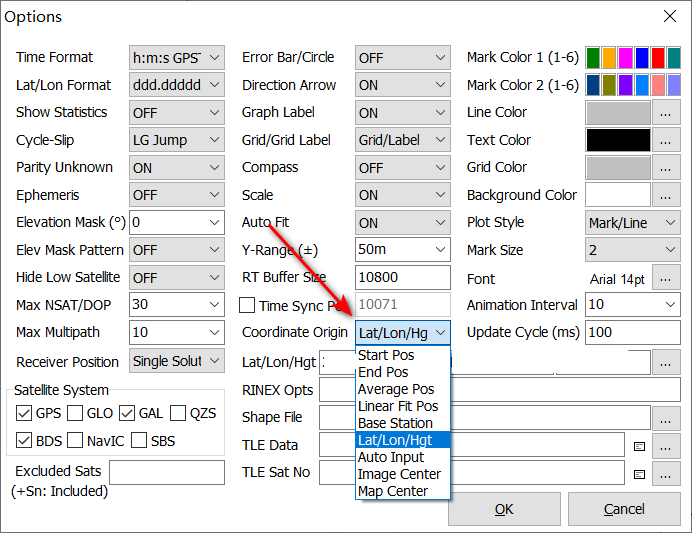 Options
Time Format h:m:s GPST Error Bar/Circle OFF Mark Color 1 (1-6)
Lat/Lon Format ddd.ddddd Direction Arrow ON Mark Color 2 (1-6)
Show Statistics OFF Graph Label ON Line Color ...
Cycle-Slip LG Jump Grid/Grid Label Grid/Label Text Color ...
Parity Unknown ON Compass OFF Grid Color ...
Ephemeris OFF Scale ON Background Color ...
Elevation Mask (°) 0 Auto Fit ON Plot Style Mark/Line
Elev Mask Pattern OFF Y-Range (±) 50m Mark Size 2
Hide Low Satellite OFF RT Buffer Size 10800 Font Arial 14pt ...
Max NSAT/DOP 30 Time Sync 10071 Animation Interval 10
Max Multipath 10 Coordinate Origin Lat/Lon/Hg Update Cycle (ms) 100
Receiver Position Single Solut Lat/Lon/Hgt ...
Start Pos
End Pos
Average Pos
Linear Fit Pos
Base Station
Lat/Lon/Hgt
Auto Input
Image Center
Map Center
Satellite System RINEX Opts
GPS GLO GAL QZS Shape File ...
BDS NavIC SBS TLE Data ...
Excluded Sats TLE Sat No ...
(+Sn: Included)
OK Cancel